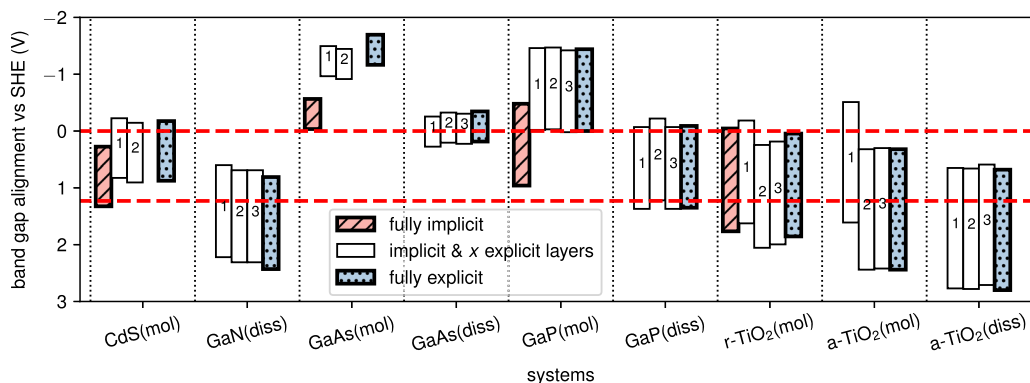 band gap alignment vs SHE (V)
−2
−1
0
1
2
3
1 2
1 2 3
1 2
1 2 3
1 2 3
1 2 3
1 2 3
1 2 3
1 2 3
fully implicit
implicit & x explicit layers
fully explicit
CdS(mol)
GaN(diss)
GaAs(mol)
GaAs(diss)
GaP(mol)
GaP(diss)
r-TiO₂(mol)
a-TiO₂(mol)
a-TiO₂(diss)
systems